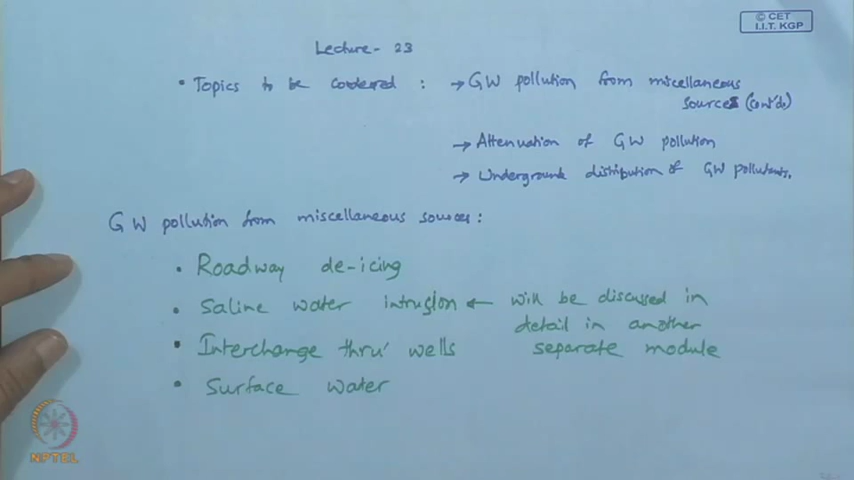 © CET
I.I.T. KGP
Lecture - 23
• Topics to be covered : → GW pollution from miscellaneous
sources (cont'd)
→ Attenuation of GW pollution
→ Underground distribution of GW pollutants.
GW pollution from miscellaneous sources:
• Roadway de-icing
• Saline water intrusion ← will be discussed in
detail in another
separate module
• Interchange thru' wells
• Surface water
NPTEL